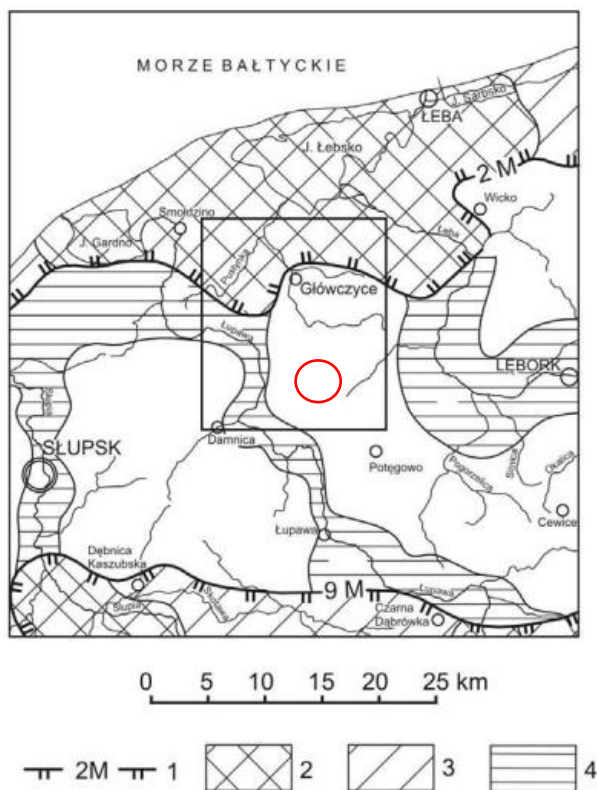 MORZE BAŁTYCKIE
J. Sarbsko
ŁEBA
J. Łebsko
2 M
Wicko
Smołdzino
Łeba
J. Gardno
Pustynka
Główczyce
Łupawa
LĘBORK
Słupia
SŁUPSK
Damnica
Potęgowo
Pogorzelica
Okalica
Cewice
Łupawa
Dębnica
Kaszubska
9 M
Łupawa
Słupia
Skotawa
Czarna
Dąbrówka
0 5 10 15 20 25 km
2M 1 2 3 4